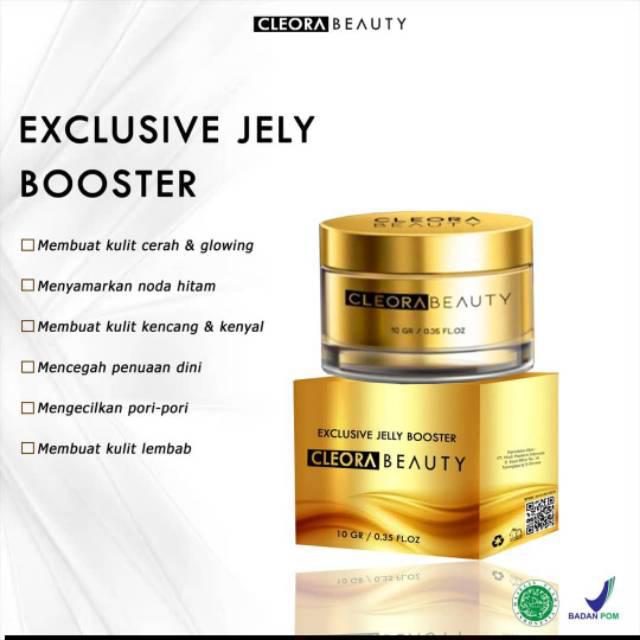 CLEORA BEAUTY
EXCLUSIVE JELY
BOOSTER
Membuat kulit cerah & glowing
Menyamarkan noda hitam
Membuat kulit kencang & kenyal
Mencegah penuaan dini
Mengecilkan pori-pori
Membuat kulit lembab
CLEORA
BEAUTY
CLEORA BEAUTY
10 GR / 0.35 FL.OZ
EXCLUSIVE JELLY BOOSTER
CLEORA BEAUTY
10 GR / 0.35 FL.OZ
BADAN POM